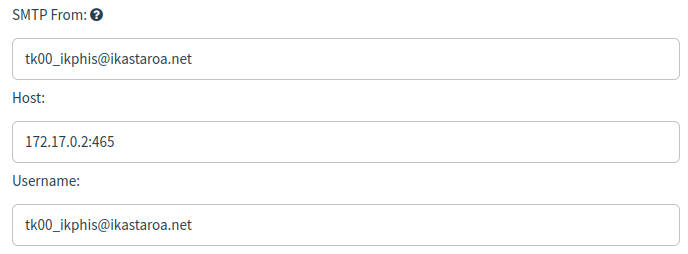 SMTP From: ?
tk00_ikphis@ikastaroa.net
Host:
172.17.0.2:465
Username:
tk00_ikphis@ikastaroa.net